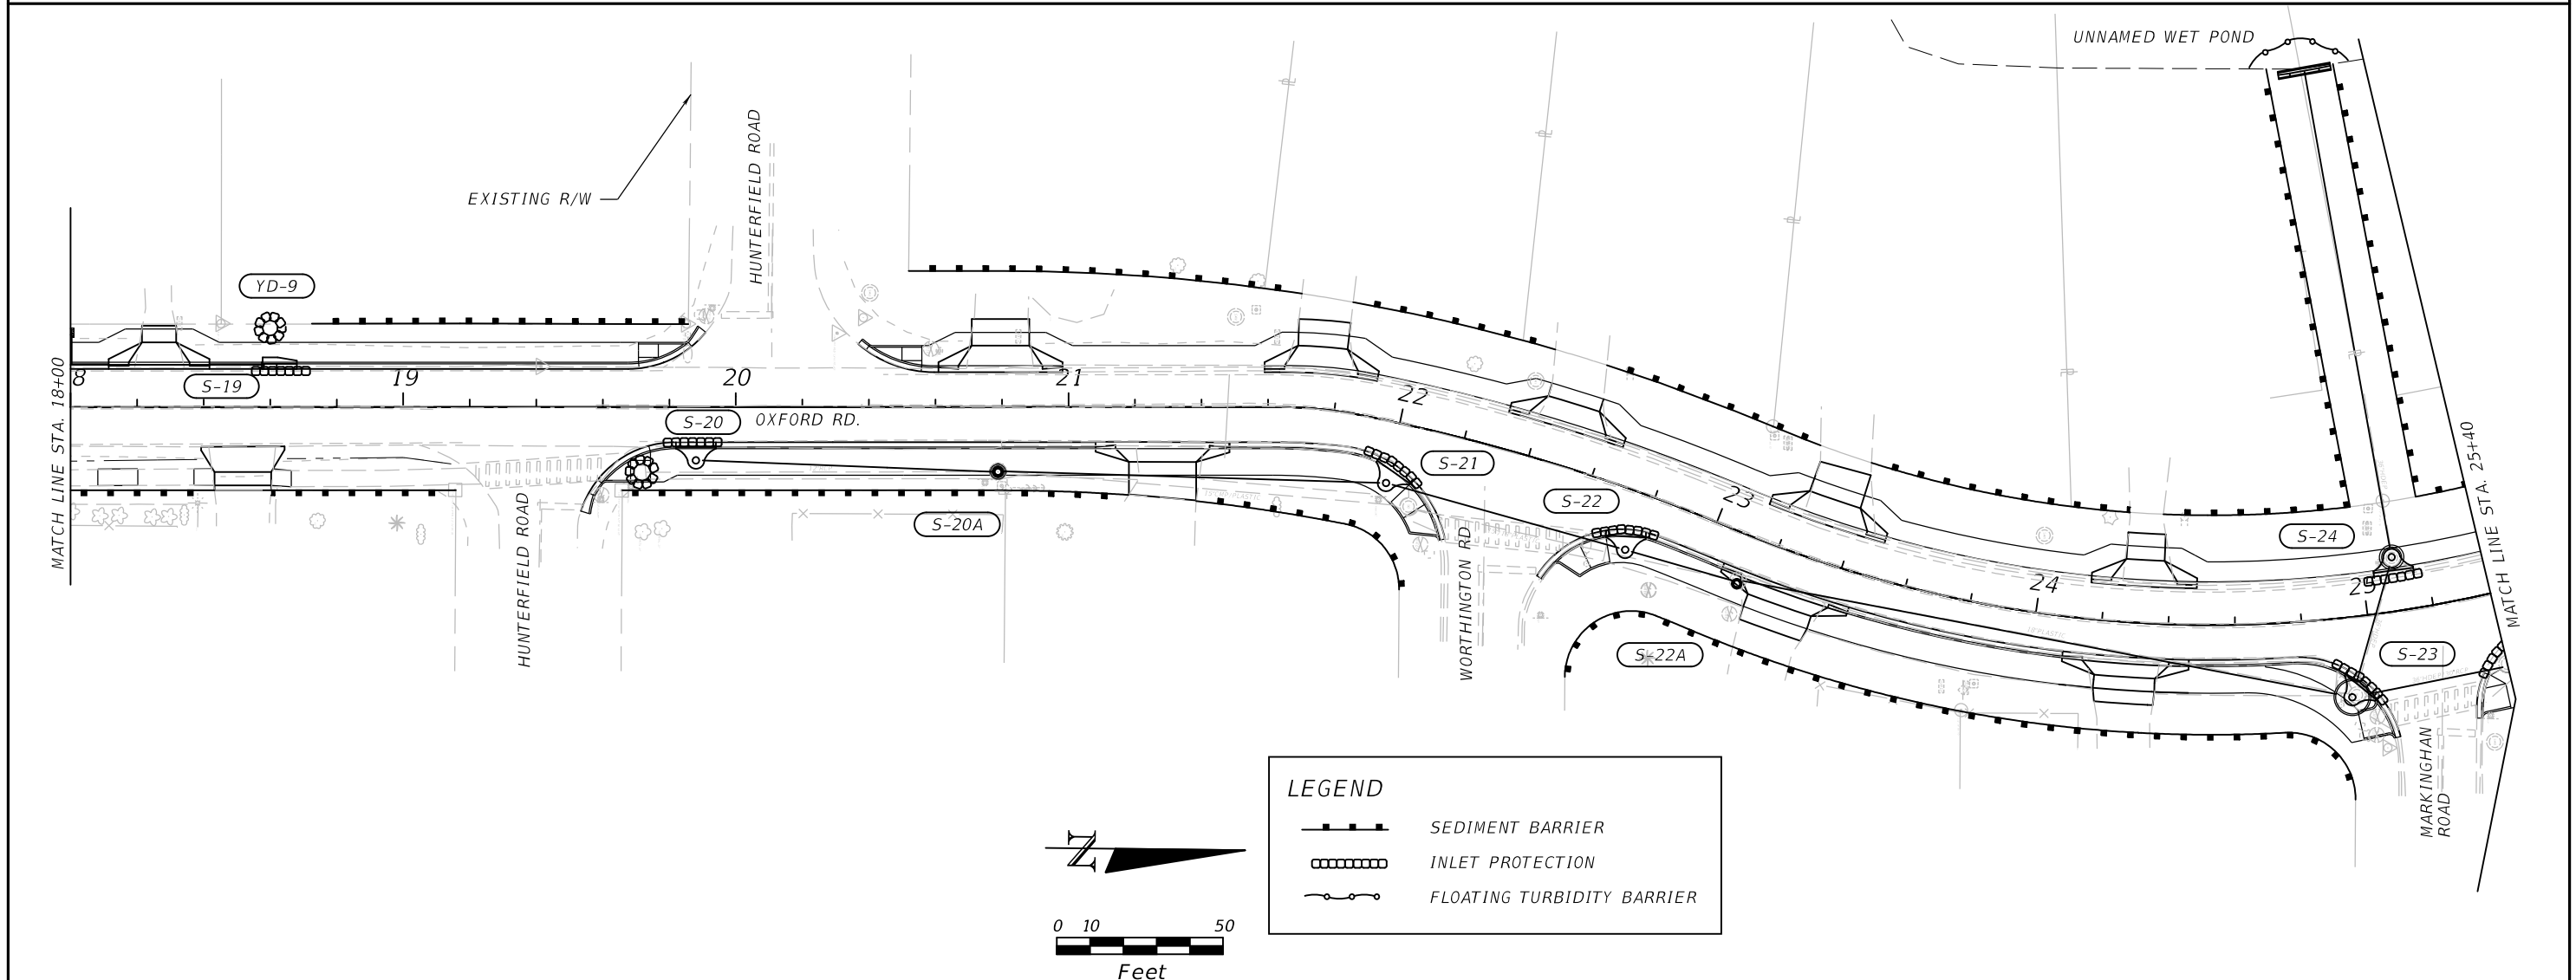 UNNAMED WET POND
EXISTING R/W
HUNTERFIELD ROAD
YD-9
S-19
MATCH LINE STA. 18+00
8
19
20
21
22
23
24
25
S-20
OXFORD RD.
S-21
S-22
S-20A
S-24
MATCH LINE STA. 25+40
HUNTERFIELD ROAD
WORTHINGTON RD.
S-22A
S-23
MARKINGHAN
ROAD
LEGEND
SEDIMENT BARRIER
INLET PROTECTION
FLOATING TURBIDITY BARRIER
N
0 10 50
Feet